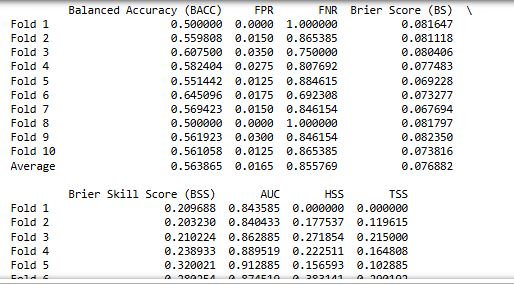 Balanced Accuracy (BACC) FPR FNR Brier Score (BS) \
Fold 1 0.500000 0.0000 1.000000 0.081647
Fold 2 0.559808 0.0150 0.865385 0.081118
Fold 3 0.607500 0.0350 0.750000 0.080406
Fold 4 0.582404 0.0275 0.807692 0.077483
Fold 5 0.551442 0.0125 0.884615 0.069228
Fold 6 0.645096 0.0175 0.692308 0.073277
Fold 7 0.569423 0.0150 0.846154 0.067694
Fold 8 0.500000 0.0000 1.000000 0.081797
Fold 9 0.561923 0.0300 0.846154 0.082350
Fold 10 0.561058 0.0125 0.865385 0.073816
Average 0.563865 0.0165 0.855769 0.076882
Brier Skill Score (BSS) AUC HSS TSS
Fold 1 0.209688 0.843585 0.000000 0.000000
Fold 2 0.203230 0.840433 0.177537 0.119615
Fold 3 0.210224 0.862885 0.271854 0.215000
Fold 4 0.238933 0.889519 0.222511 0.164808
Fold 5 0.320021 0.912885 0.156593 0.102885
Fold 6